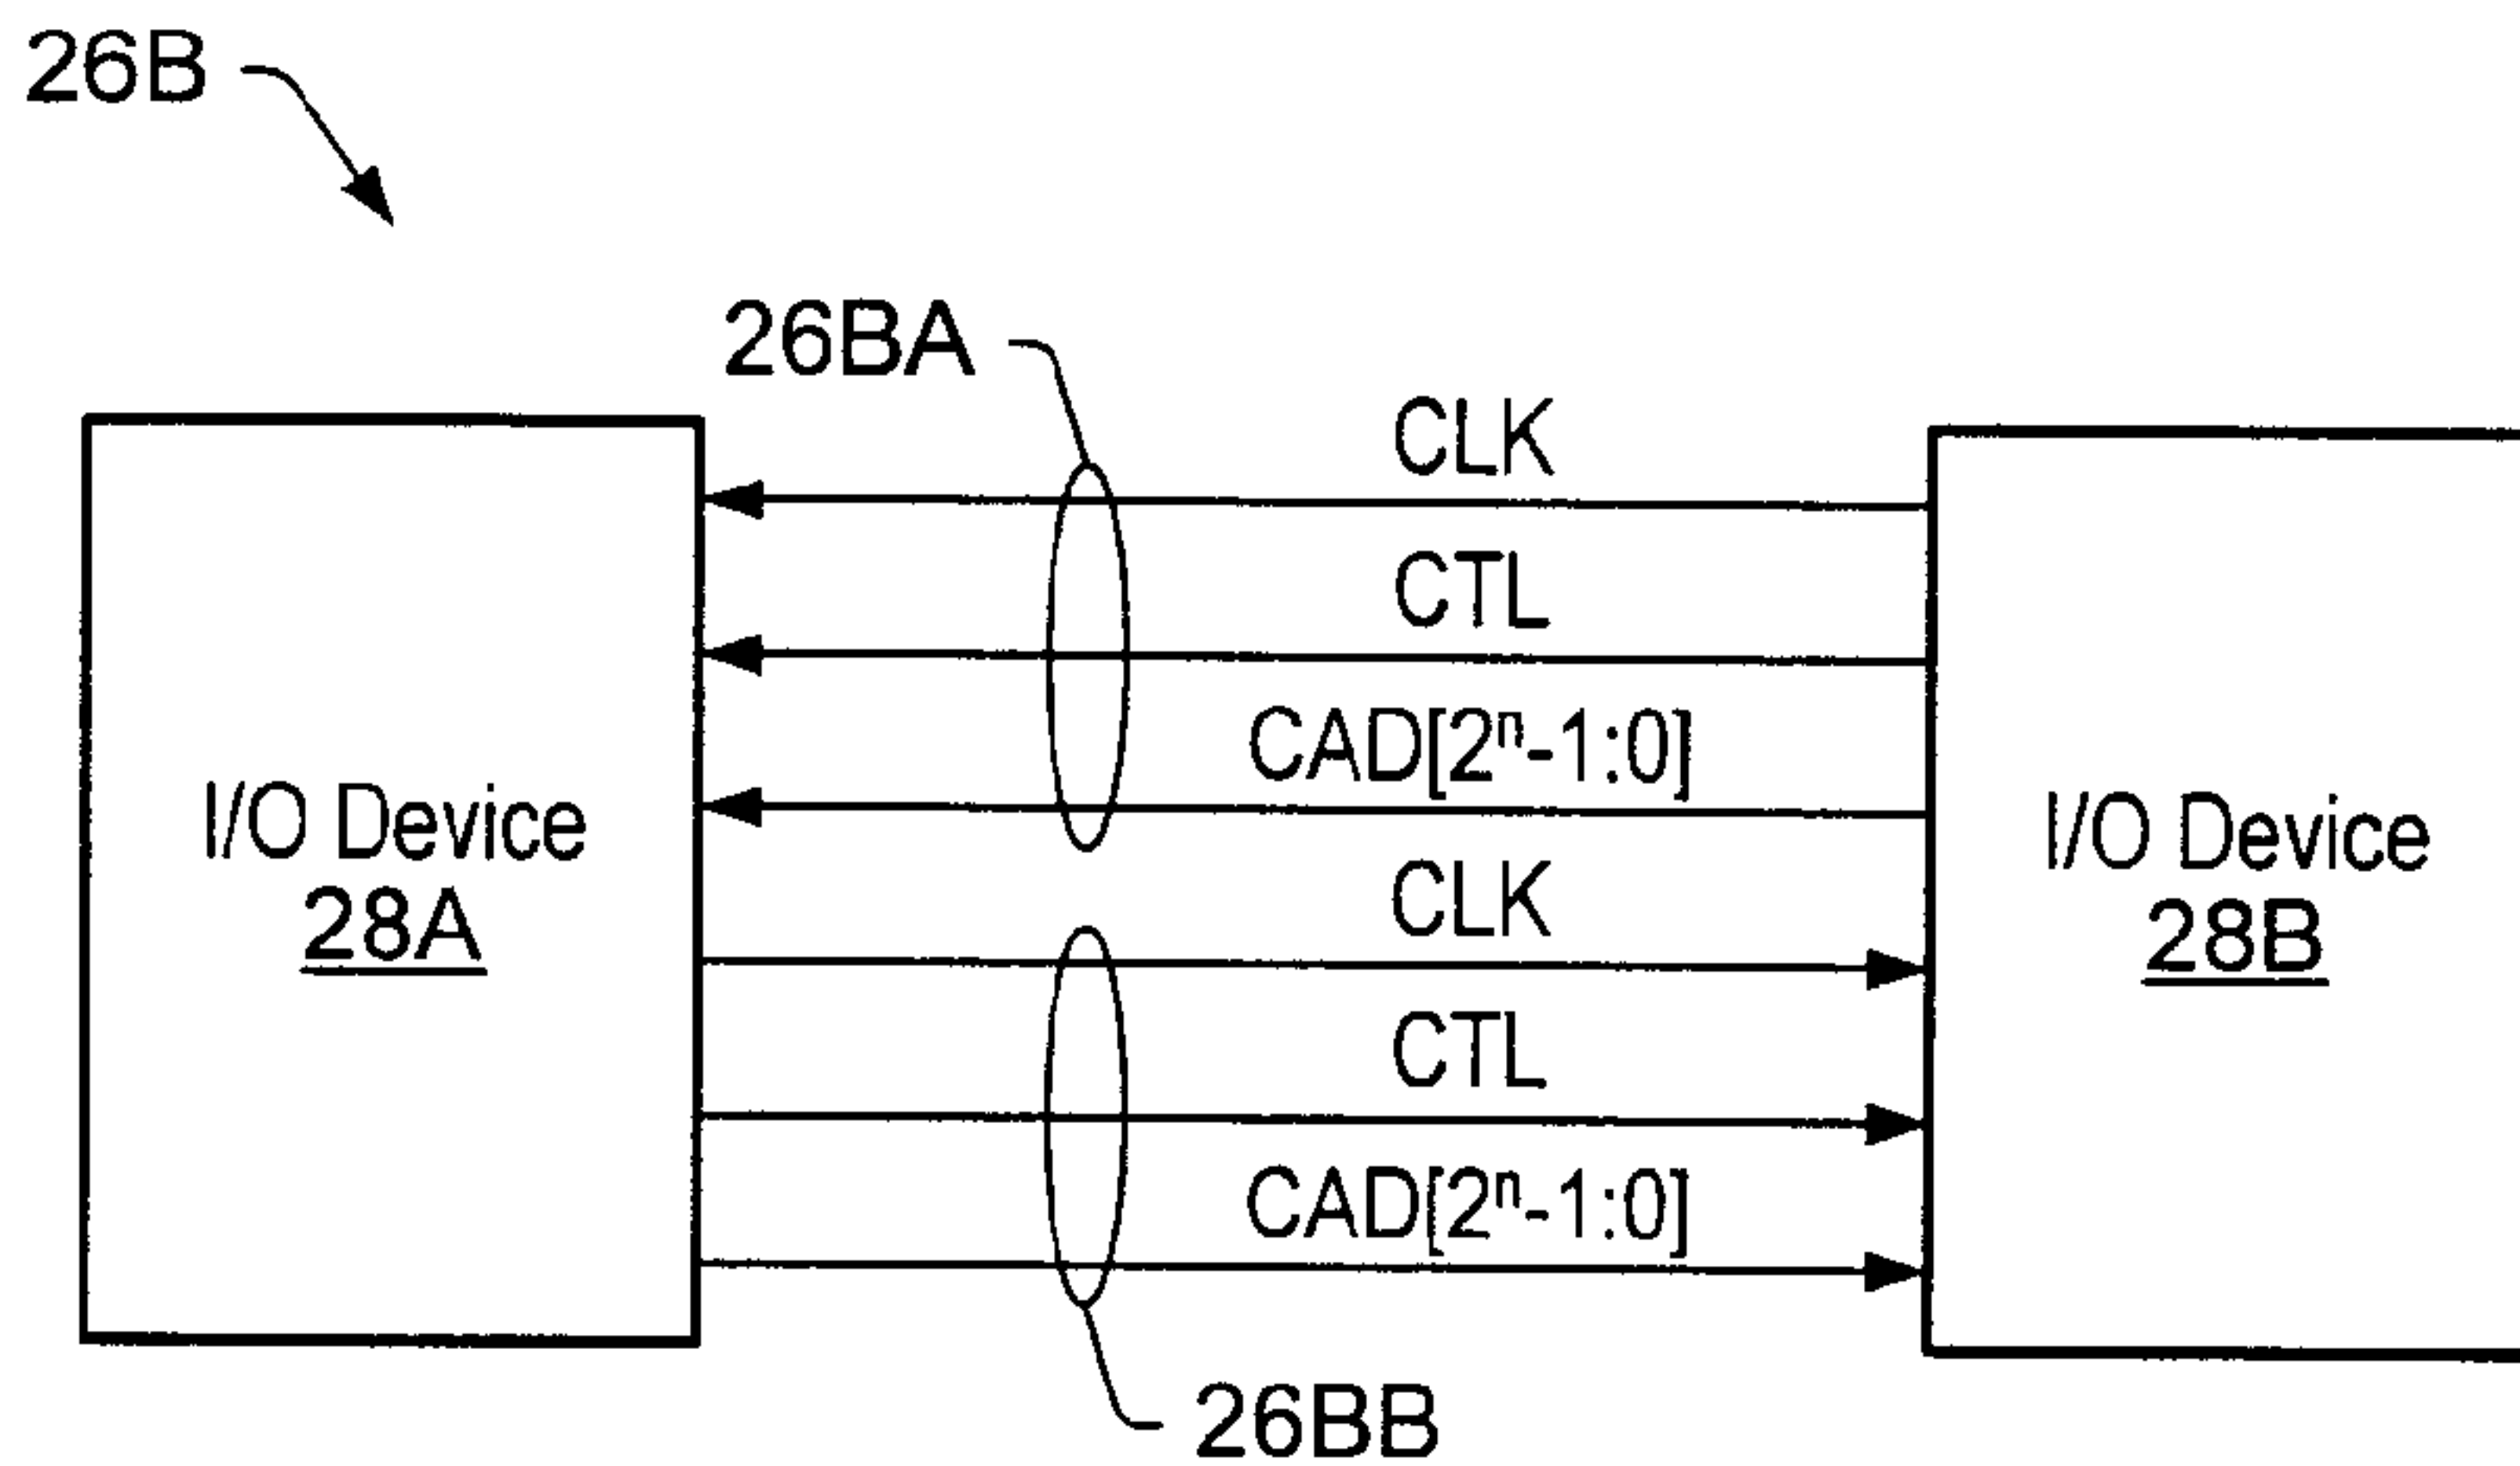 26B
26BA
CLK
CTL
CAD[2ⁿ-1:0]
I/O Device
28A
I/O Device
28B
CLK
CTL
CAD[2ⁿ-1:0]
26BB